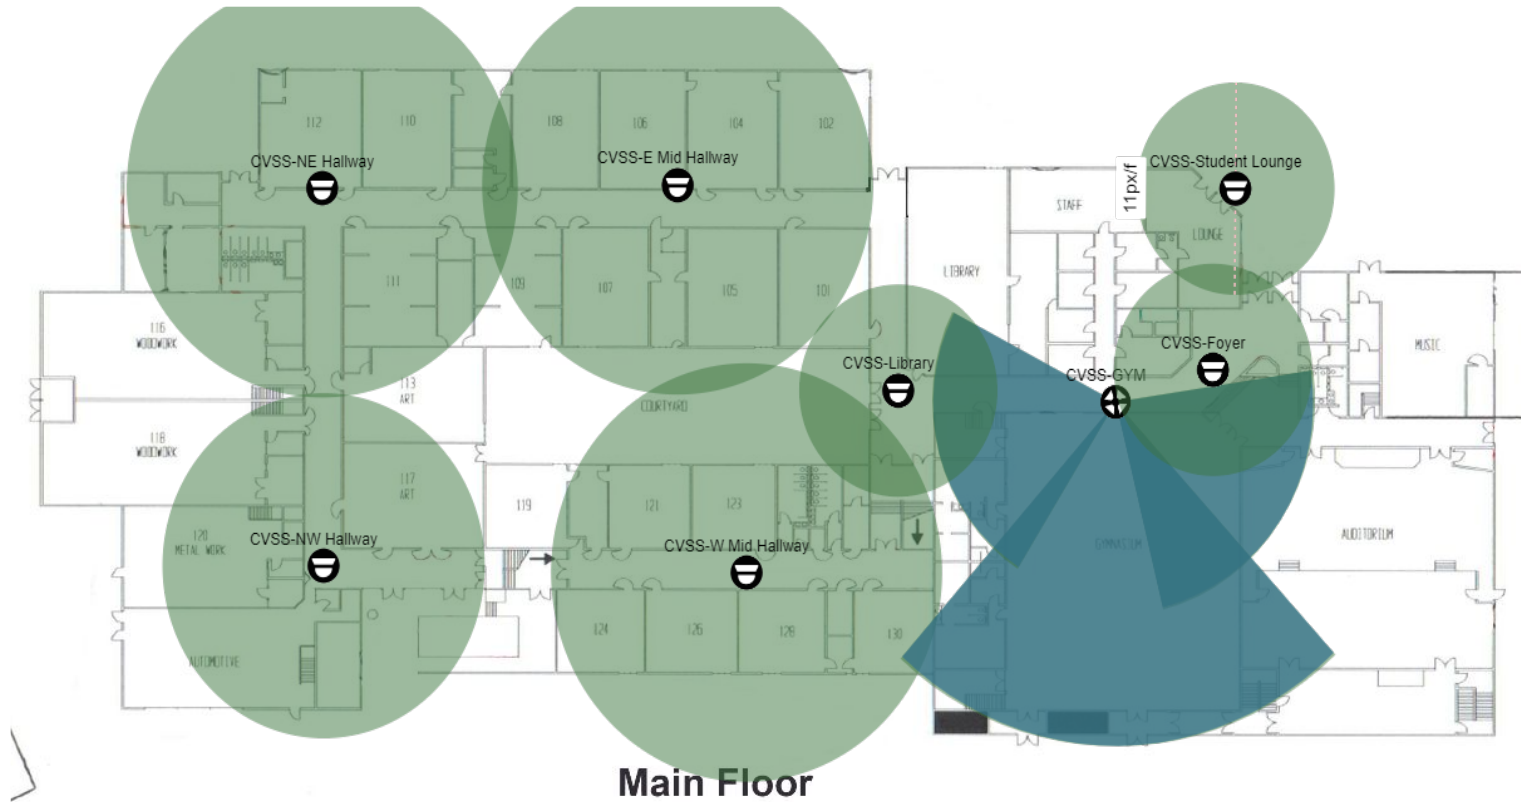 112
110
108
106
104
102
CVSS-NE Hallway
CVSS-E Mid Hallway
CVSS-Student Lounge
11px/f
STAFF
LOUNGE
LIBRARY
111
109
107
105
101
116
WOODWORK
CVSS-Library
CVSS-Foyer
CVSS-GYM
MUSIC
113
ART
COURTYARD
118
WOODWORK
117
ART
119
121
123
120
METAL WORK
CVSS-NW Hallway
CVSS-W Mid Hallway
GYMNASIUM
AUDITORIUM
124
126
128
130
AUTOMOTIVE
Main Floor